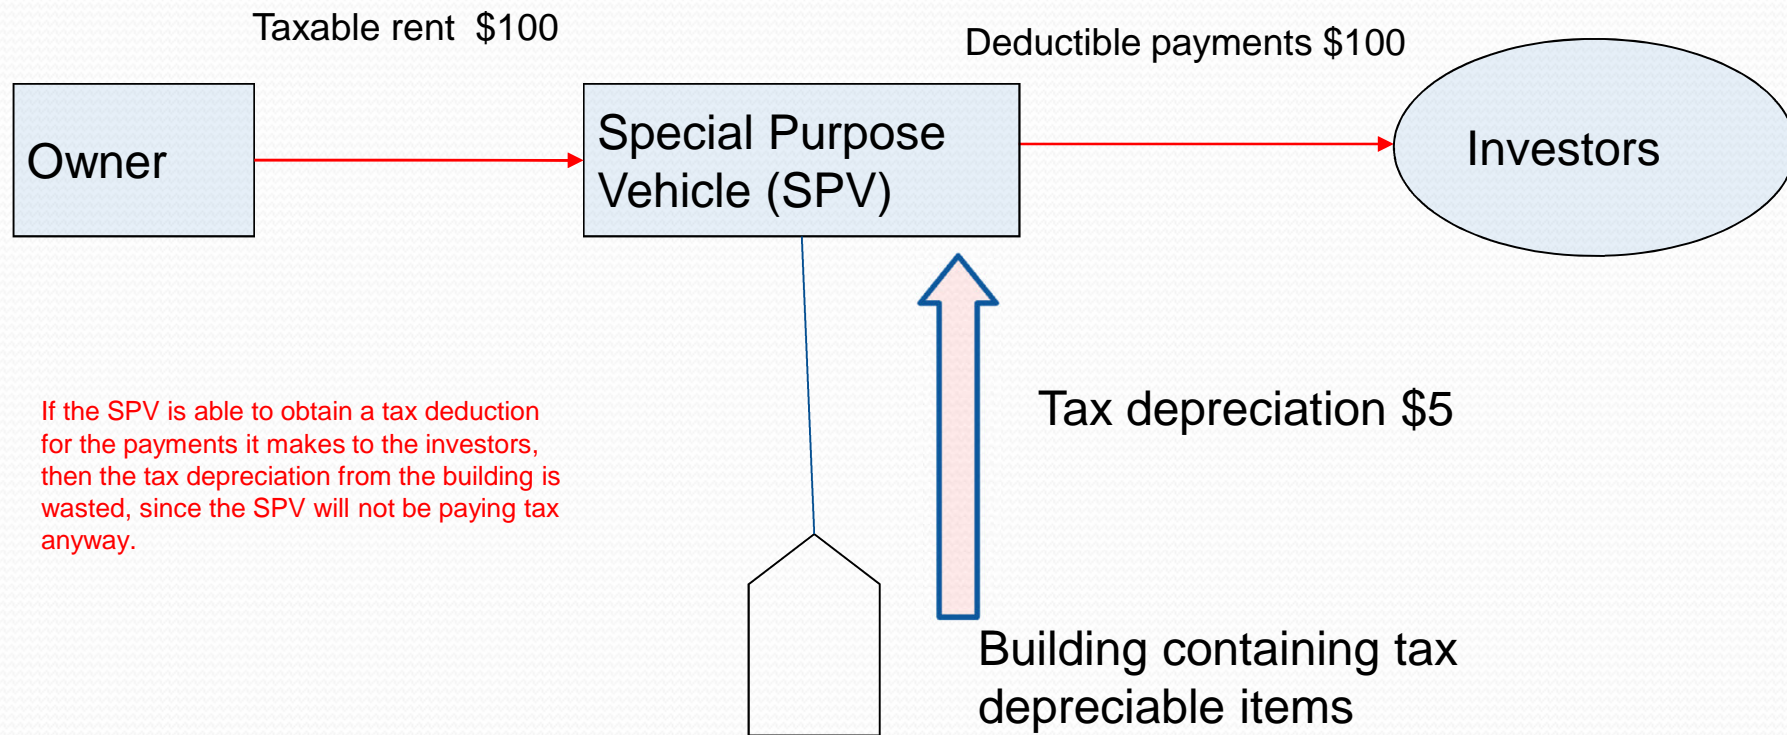 Taxable rent $100
Deductible payments $100
Owner
Special Purpose
Vehicle (SPV)
Investors
If the SPV is able to obtain a tax deduction
for the payments it makes to the investors,
then the tax depreciation from the building is
wasted, since the SPV will not be paying tax
anyway.
Tax depreciation $5
Building containing tax
depreciable items